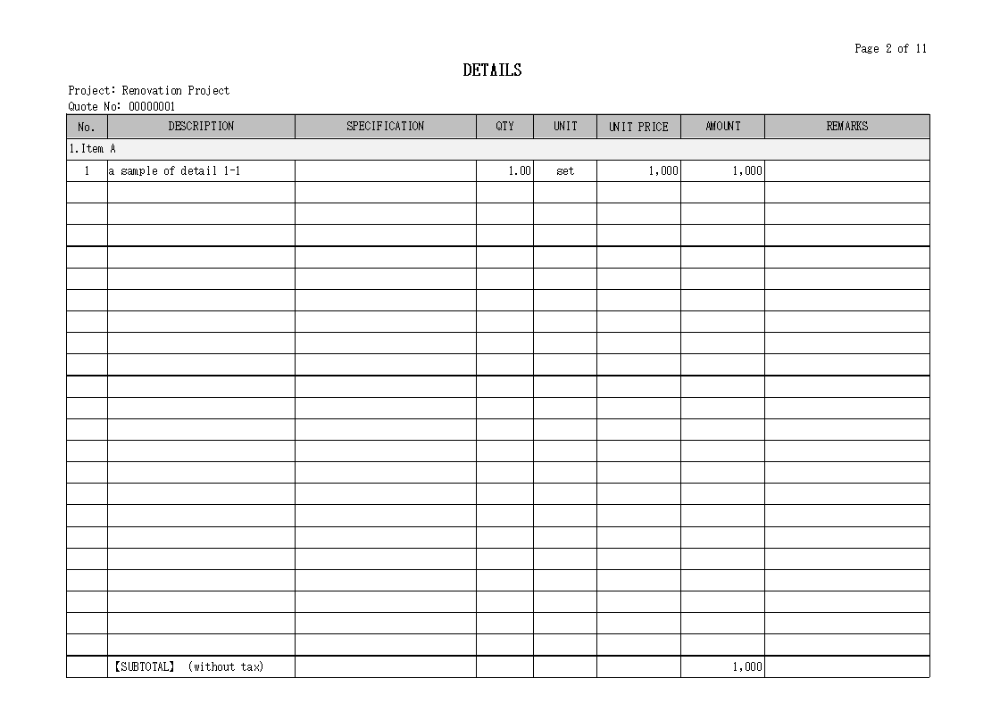 Page 2 of 11
DETAILS
Project: Renovation Project
Quote No: 00000001
No. DESCRIPTION SPECIFICATION QTY UNIT UNIT PRICE AMOUNT REMARKS
1.Item A
1 a sample of detail 1-1 1.00 set 1,000 1,000
【SUBTOTAL】 (without tax) 1,000